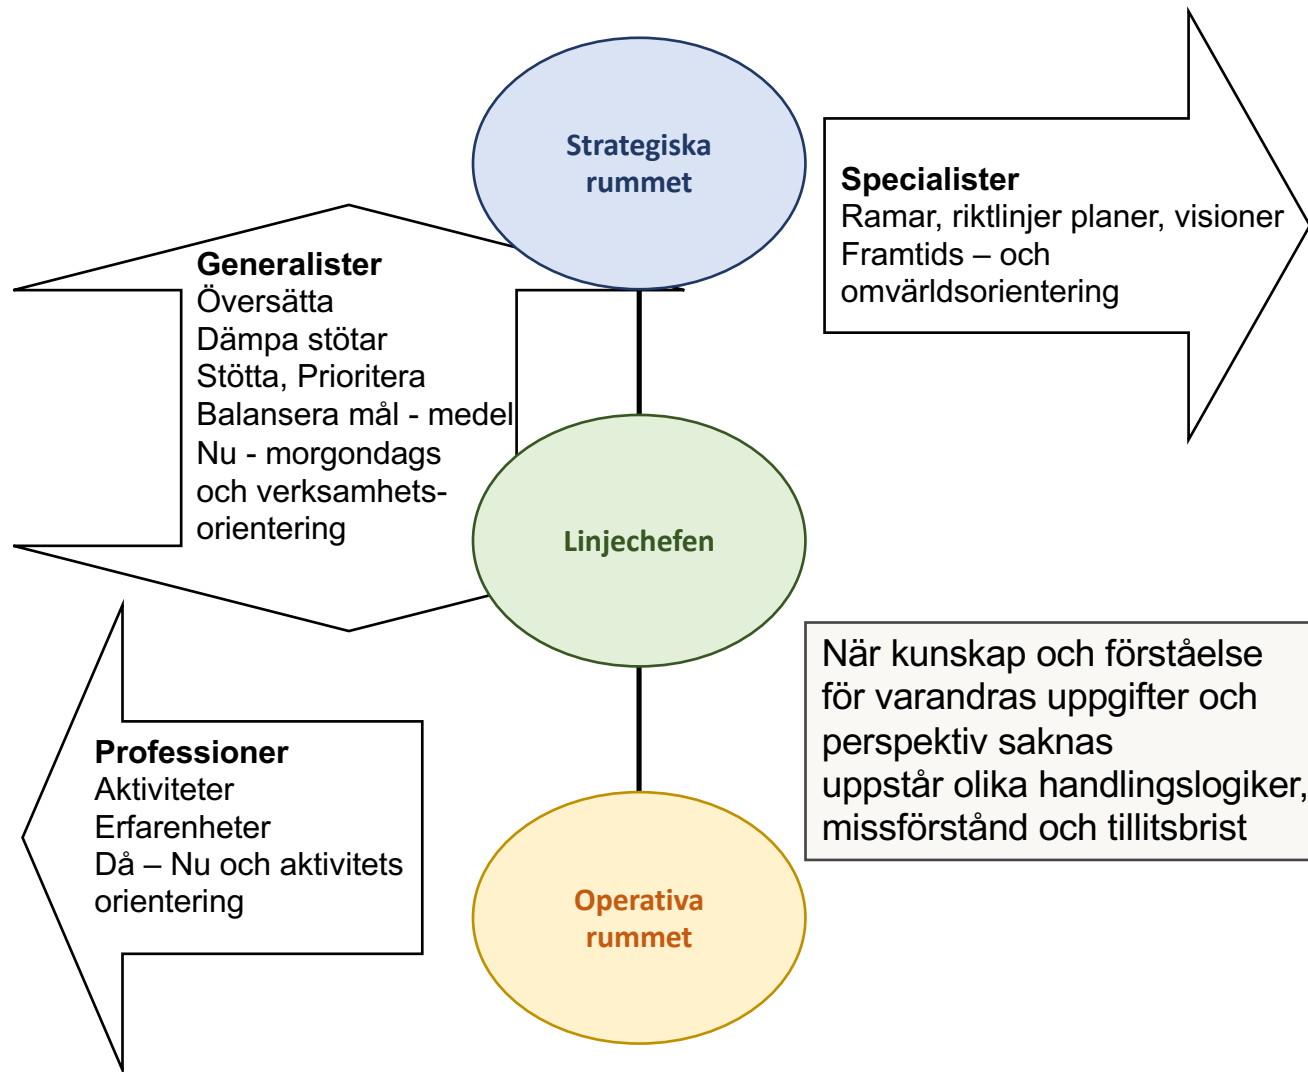 Strategiska
rummet
Specialister
Ramar, riktlinjer planer, visioner
Framtids – och
omvärldsorientering
Generalister
Översätta
Dämpa stötar
Stötta, Prioritera
Balansera mål - medel
Nu - morgondags
och verksamhets-
orientering
Linjechefen
När kunskap och förståelse
för varandras uppgifter och
perspektiv saknas
uppstår olika handlingslogiker,
missförstånd och tillitsbrist
Professioner
Aktiviteter
Erfarenheter
Då – Nu och aktivitets
orientering
Operativa
rummet